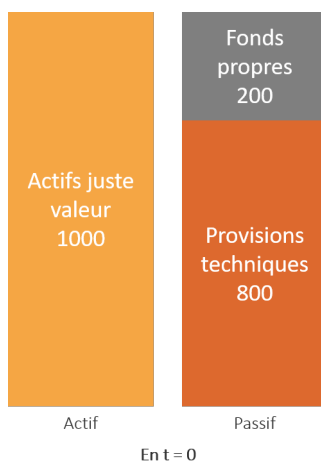 Fonds
propres
200
Actifs juste
valeur
1000
Provisions
techniques
800
Actif
Passif
En t = 0